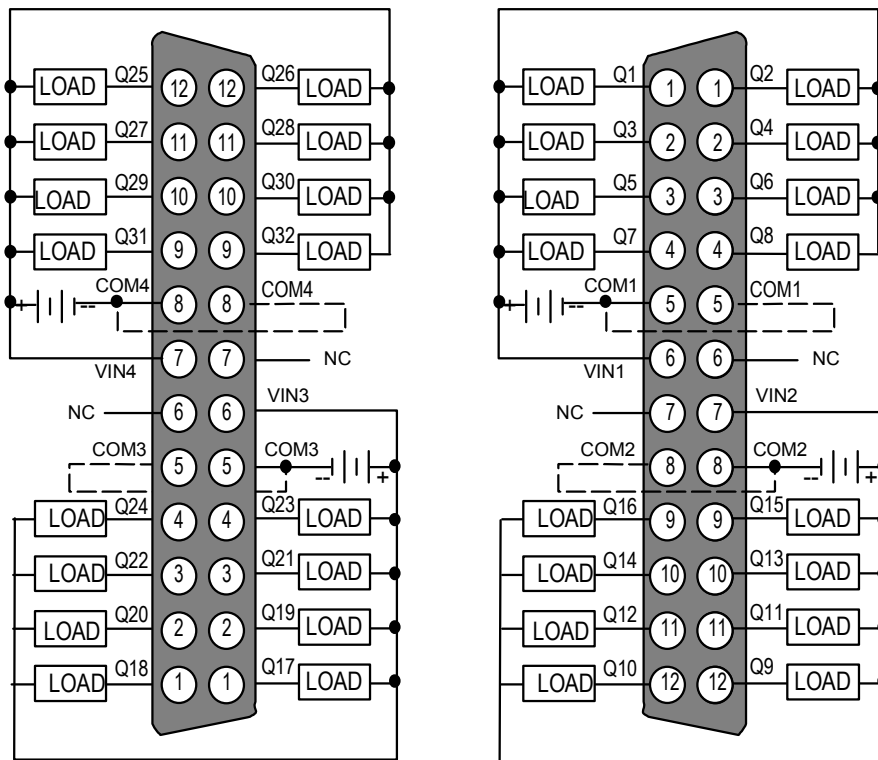 LOAD Q25 12 12 Q26 LOAD
LOAD Q27 11 11 Q28 LOAD
LOAD Q29 10 10 Q30 LOAD
LOAD Q31 9 9 Q32 LOAD
+ -- COM4 8 8 COM4
VIN4 7 7 NC
NC 6 6 VIN3
COM3 5 5 COM3 -- +
LOAD Q24 4 4 Q23 LOAD
LOAD Q22 3 3 Q21 LOAD
LOAD Q20 2 2 Q19 LOAD
LOAD Q18 1 1 Q17 LOAD
LOAD Q1 1 1 Q2 LOAD
LOAD Q3 2 2 Q4 LOAD
LOAD Q5 3 3 Q6 LOAD
LOAD Q7 4 4 Q8 LOAD
+ -- COM1 5 5 COM1
VIN1 6 6 NC
NC 7 7 VIN2
COM2 8 8 COM2 -- +
LOAD Q16 9 9 Q15 LOAD
LOAD Q14 10 10 Q13 LOAD
LOAD Q12 11 11 Q11 LOAD
LOAD Q10 12 12 Q9 LOAD